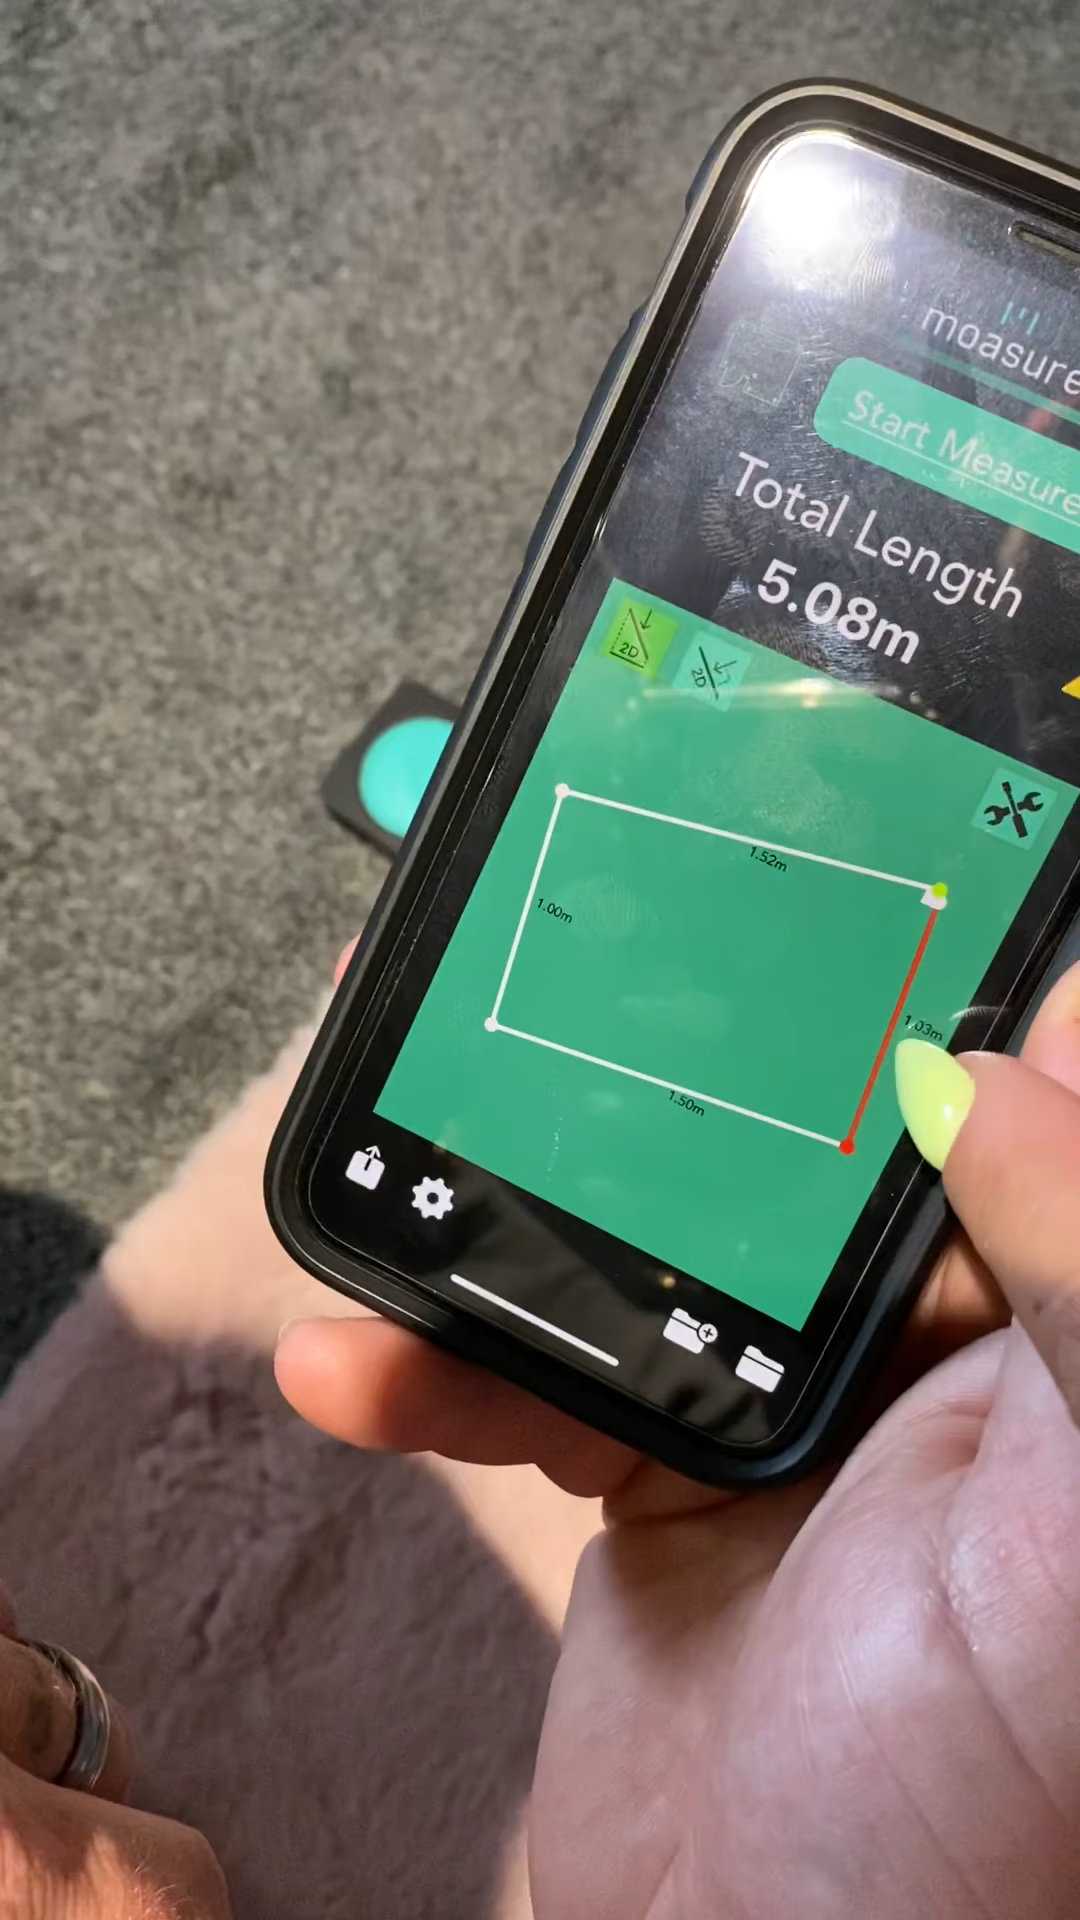 moasure
Start Measure
Total Length
5.08m
2D
2D
1.52m
1.00m
1.03m
1.50m